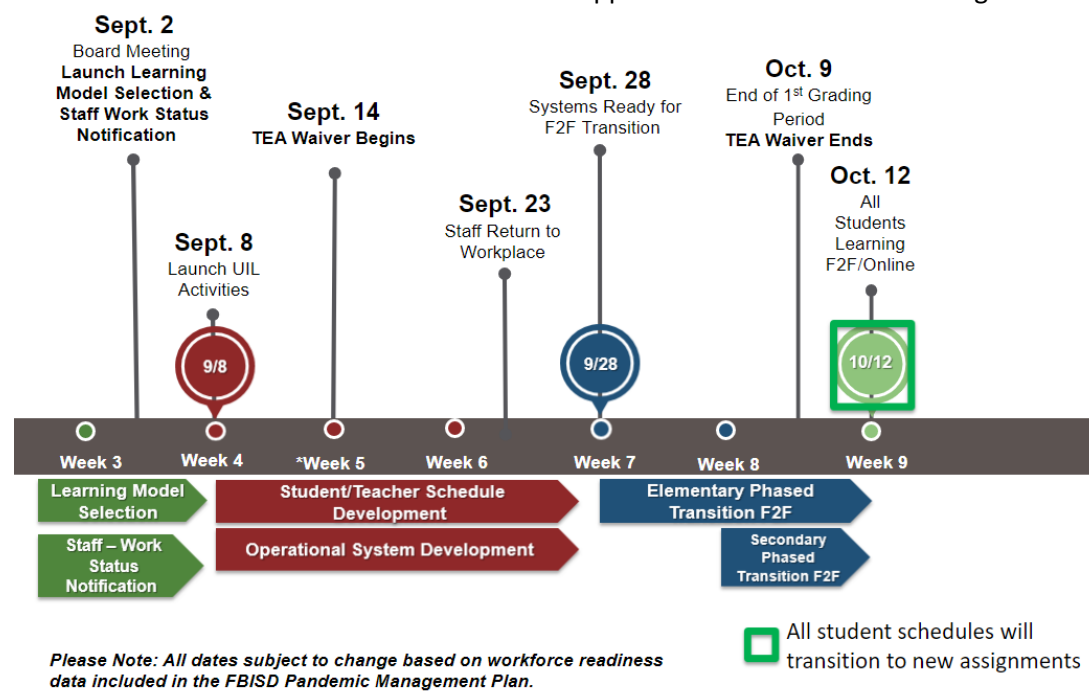 Sept. 2
Board Meeting
Launch Learning
Model Selection &
Staff Work Status
Notification
Sept. 8
Launch UIL
Activities
Sept. 14
TEA Waiver Begins
Sept. 23
Staff Return to
Workplace
Sept. 28
Systems Ready for
F2F Transition
Oct. 9
End of 1st Grading
Period
TEA Waiver Ends
Oct. 12
All
Students
Learning
F2F/Online
9/8
9/28
10/12
Week 3
Week 4
*Week 5
Week 6
Week 7
Week 8
Week 9
Learning Model
Selection
Student/Teacher Schedule
Development
Elementary Phased
Transition F2F
Staff – Work
Status
Notification
Operational System Development
Secondary
Phased
Transition F2F
All student schedules will
transition to new assignments
Please Note: All dates subject to change based on workforce readiness
data included in the FBISD Pandemic Management Plan.